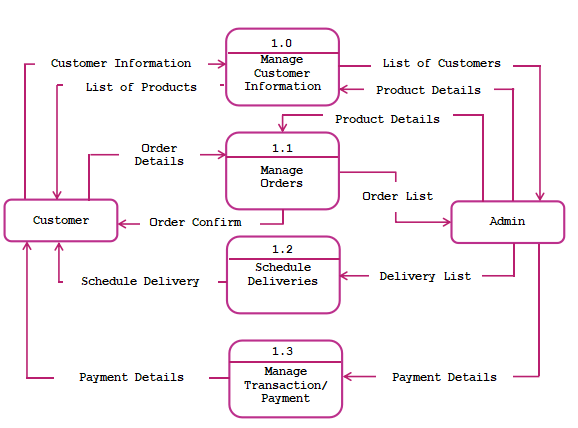 1.0
Manage
Customer
Information
Customer Information
List of Customers
List of Products
Product Details
Product Details
1.1
Manage
Orders
Order
Details
Order List
Customer
Order Confirm
Admin
1.2
Schedule
Deliveries
Schedule Delivery
Delivery List
1.3
Manage
Transaction/
Payment
Payment Details
Payment Details